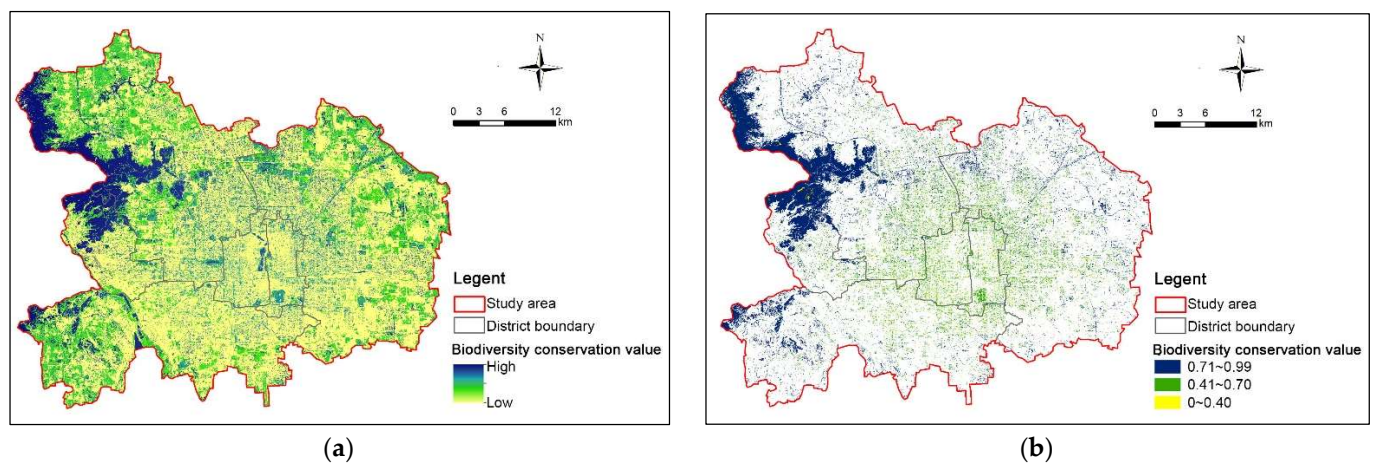 N
0 3 6 12
km
Legent
Study area
District boundary
Biodiversity conservation value
High
Low
(a)
N
0 3 6 12
km
Legent
Study area
District boundary
Biodiversity conservation value
0.71~0.99
0.41~0.70
0~0.40
(b)